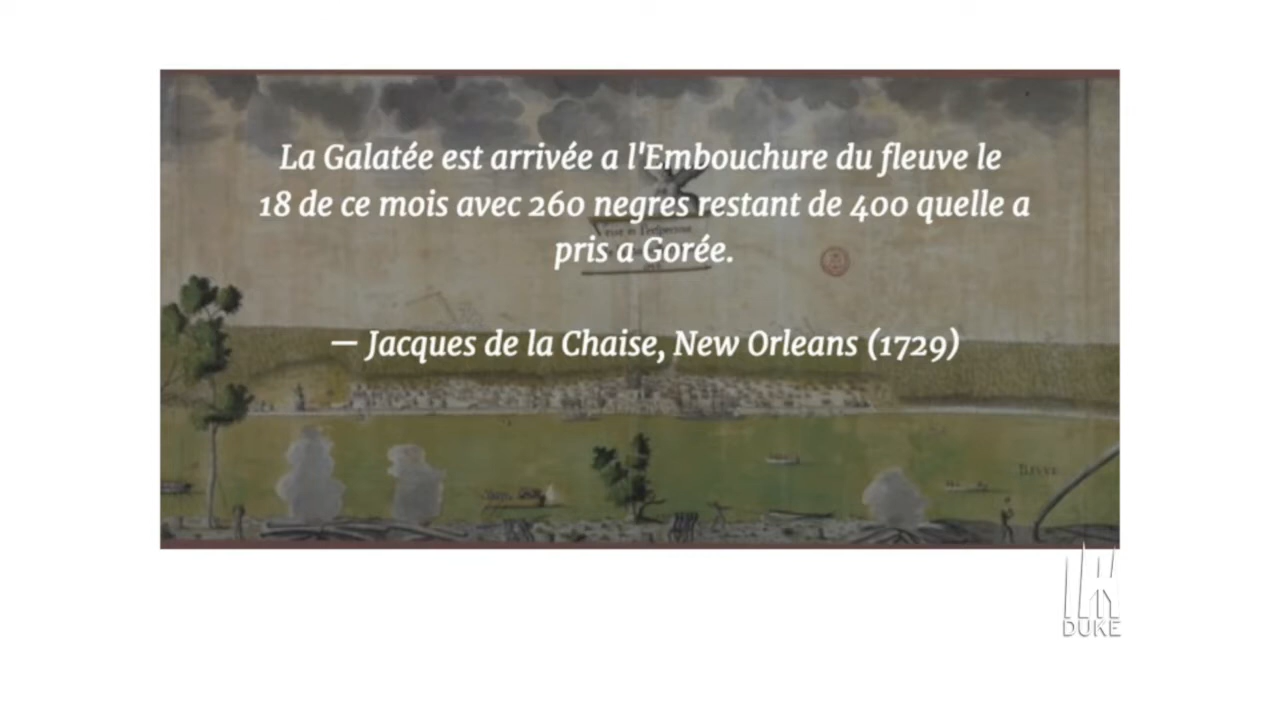 La Galatée est arrivée a l'Embouchure du fleuve le
18 de ce mois avec 260 negres restant de 400 quelle a
pris a Gorée.
— Jacques de la Chaise, New Orleans (1729)
FLEUVE
DUKE